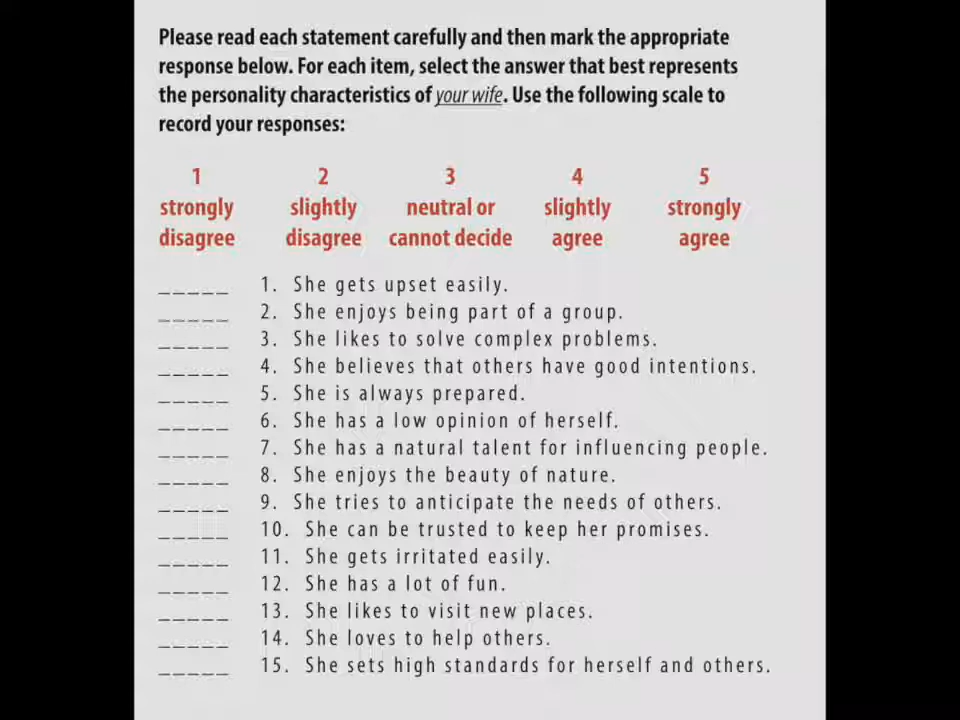 Please read each statement carefully and then mark the appropriate
response below. For each item, select the answer that best represents
the personality characteristics of your wife. Use the following scale to
record your responses:
1 2 3 4 5
strongly slightly neutral or slightly strongly
disagree disagree cannot decide agree agree
_____ 1. She gets upset easily.
_____ 2. She enjoys being part of a group.
_____ 3. She likes to solve complex problems.
_____ 4. She believes that others have good intentions.
_____ 5. She is always prepared.
_____ 6. She has a low opinion of herself.
_____ 7. She has a natural talent for influencing people.
_____ 8. She enjoys the beauty of nature.
_____ 9. She tries to anticipate the needs of others.
_____ 10. She can be trusted to keep her promises.
_____ 11. She gets irritated easily.
_____ 12. She has a lot of fun.
_____ 13. She likes to visit new places.
_____ 14. She loves to help others.
_____ 15. She sets high standards for herself and others.